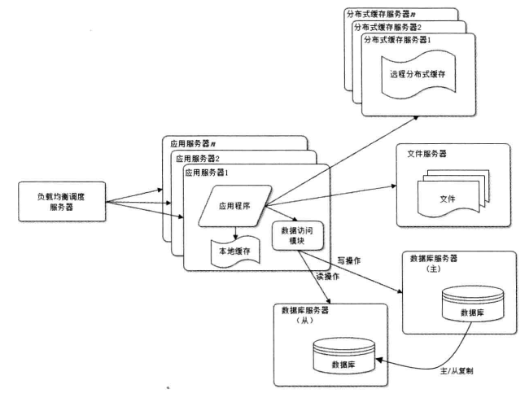 分布式缓存服务器n
分布式缓存服务器2
分布式缓存服务器1
远程分布式缓存
应用服务器n
应用服务器2
应用服务器1
文件服务器
文件
负载均衡调度
服务器
应用程序
数据访问
模块
本地缓存
写操作
读操作
数据库服务器
（主）
数据库
数据库服务器
（从）
数据库
主/从复制